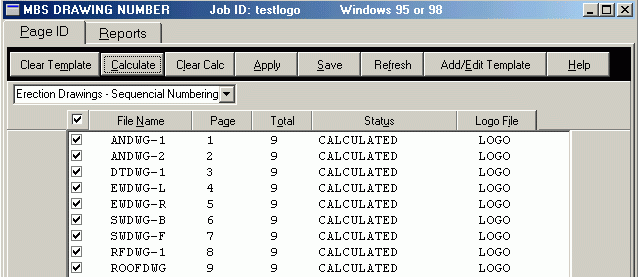 MBS DRAWING NUMBER Job ID: testlogo Windows 95 or 98
Page ID Reports
Clear Template Calculate Clear Calc Apply Save Refresh Add/Edit Template Help
Erection Drawings - Sequencial Numbering
File Name Page Total Status Logo File
ANDWG-1 1 9 CALCULATED LOGO
ANDWG-2 2 9 CALCULATED LOGO
DTDWG-1 3 9 CALCULATED LOGO
EWDWG-L 4 9 CALCULATED LOGO
EWDWG-R 5 9 CALCULATED LOGO
SWDWG-B 6 9 CALCULATED LOGO
SWDWG-F 7 9 CALCULATED LOGO
RFDWG-1 8 9 CALCULATED LOGO
ROOFDWG 9 9 CALCULATED LOGO